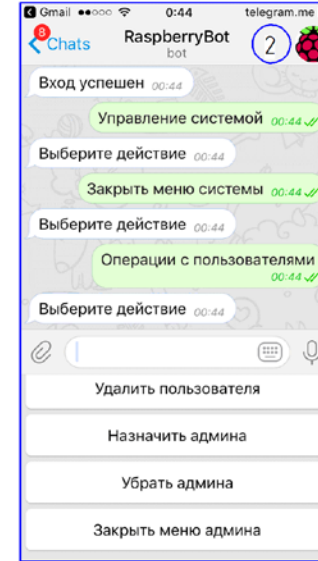 Gmail 0:44 telegram.me
8
Chats RaspberryBot 2
bot
Вход успешен 00:44
Управление системой 00:44
Выберите действие 00:44
Закрыть меню системы 00:44
Выберите действие 00:44
Операции с пользователями
00:44
Выберите действие 00:44
Удалить пользователя
Назначить админа
Убрать админа
Закрыть меню админа